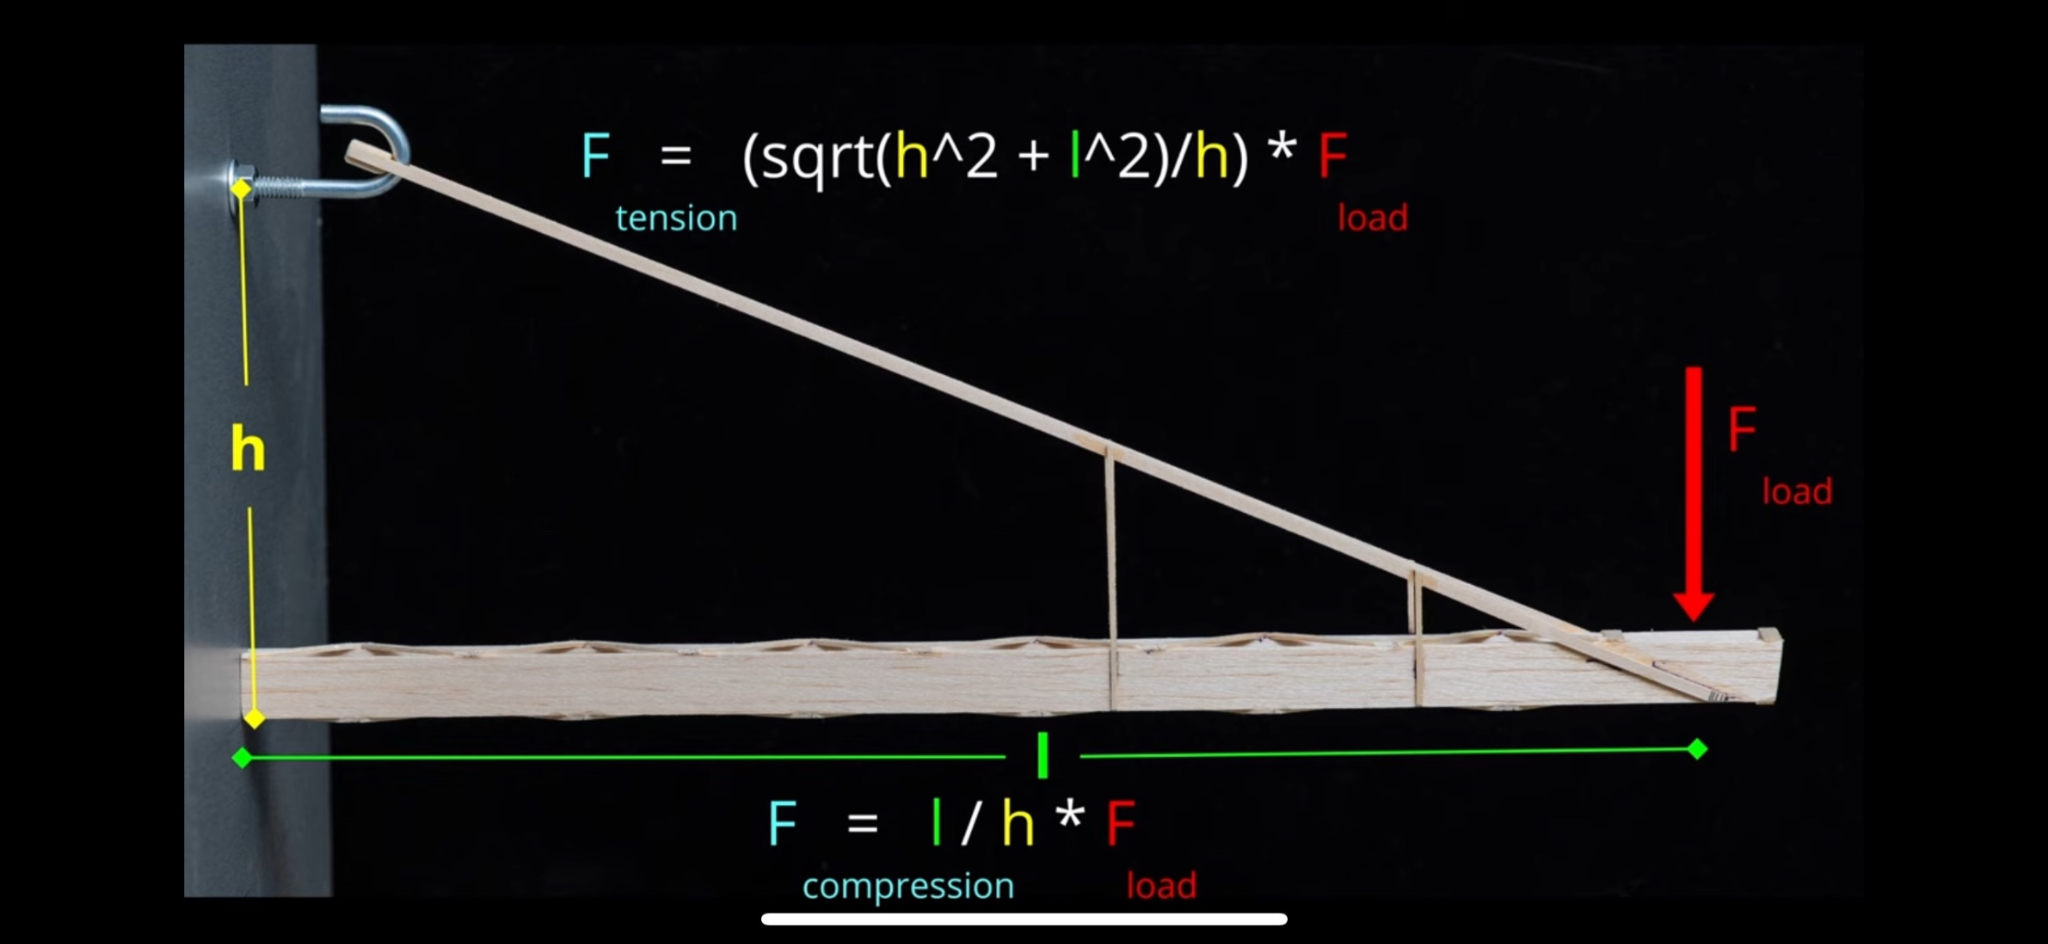 F = (sqrt(h^2 + l^2)/h) * F
tension load
h
F
load
l
F = l / h * F
compression load